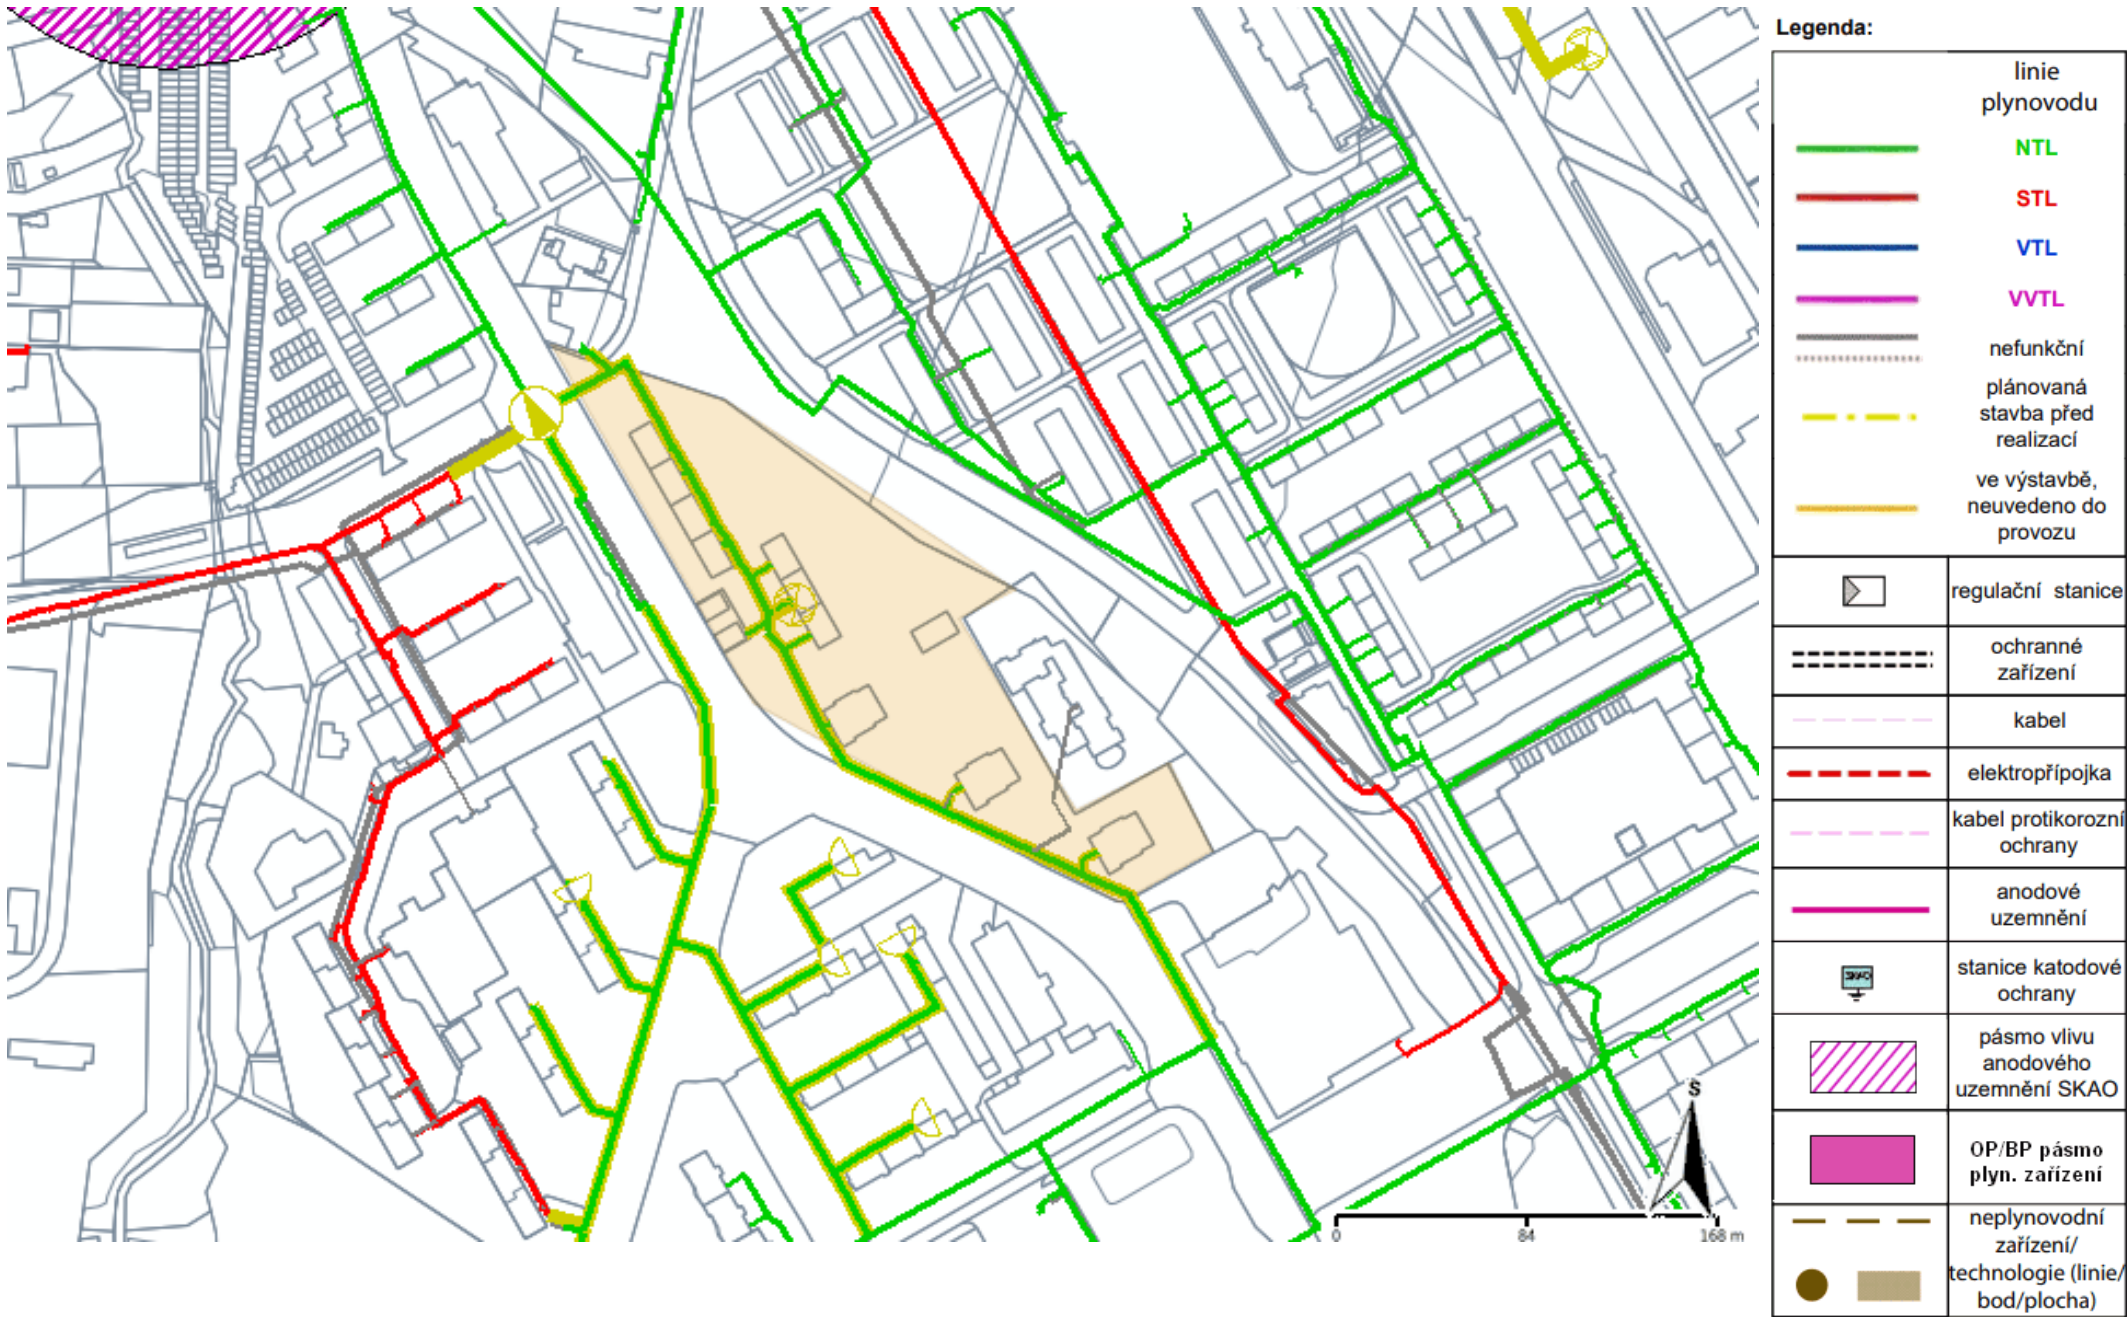 Legenda:
linie
plynovodu
NTL
STL
VTL
VVTL
nefunkční
plánovaná
stavba před
realizací
ve výstavbě,
neuvedeno do
provozu
regulační stanice
ochranné
zařízení
kabel
elektropřípojka
kabel protikorozní
ochrany
anodové
uzemnění
SKAO
stanice katodové
ochrany
pásmo vlivu
anodového
uzemnění SKAO
OP/BP pásmo
plyn. zařízení
neplynovodní
zařízení/
technologie (linie/
bod/plocha)
S
0 84 168 m